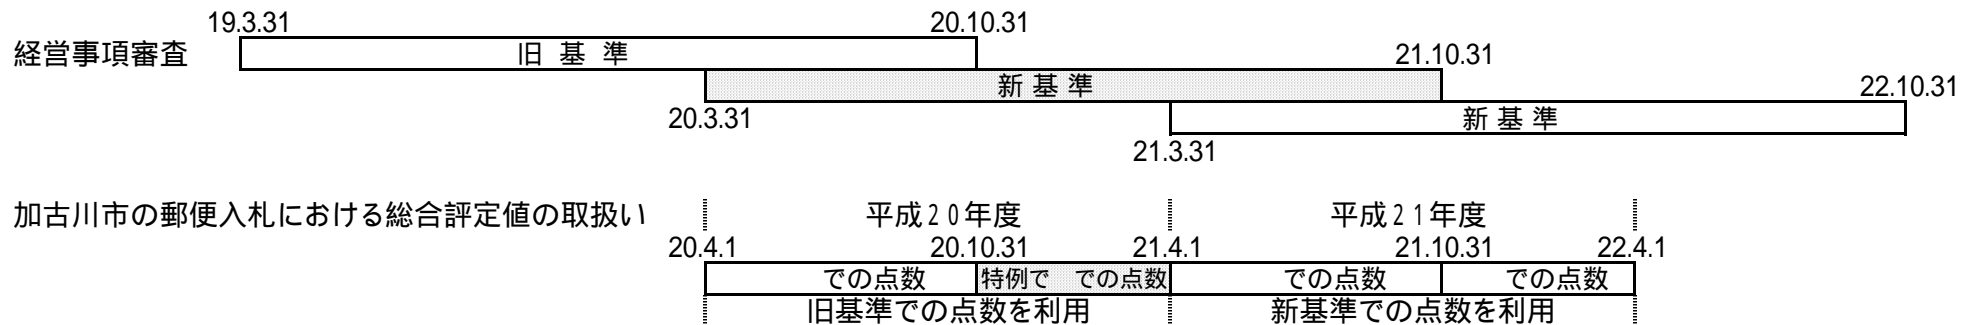 19.3.31 20.10.31
経営事項審査 旧基準 21.10.31
新基準 22.10.31
20.3.31 新基準
21.3.31
加古川市の郵便入札における総合評定値の取扱い 平成20年度 平成21年度
20.4.1 20.10.31 21.4.1 21.10.31 22.4.1
での点数 特例で での点数 での点数 での点数
旧基準での点数を利用 新基準での点数を利用